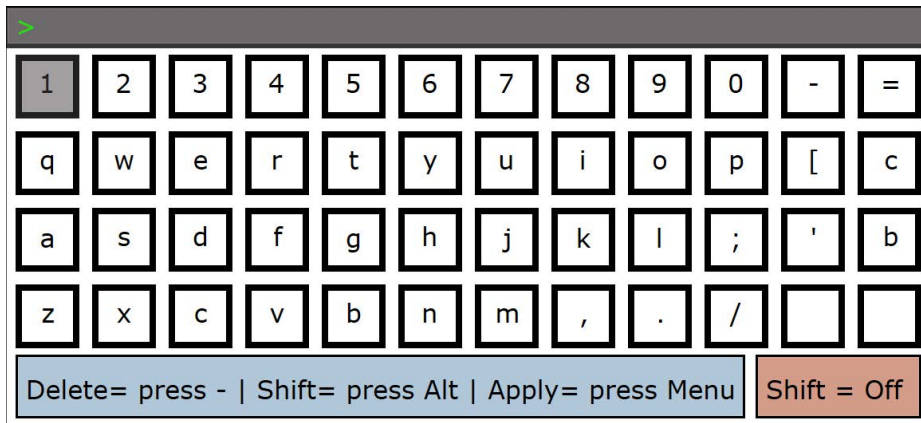 >
1 2 3 4 5 6 7 8 9 0 - =
q w e r t y u i o p [ c
a s d f g h j k l ; ' b
z x c v b n m , . /
Delete= press - | Shift= press Alt | Apply= press Menu Shift = Off